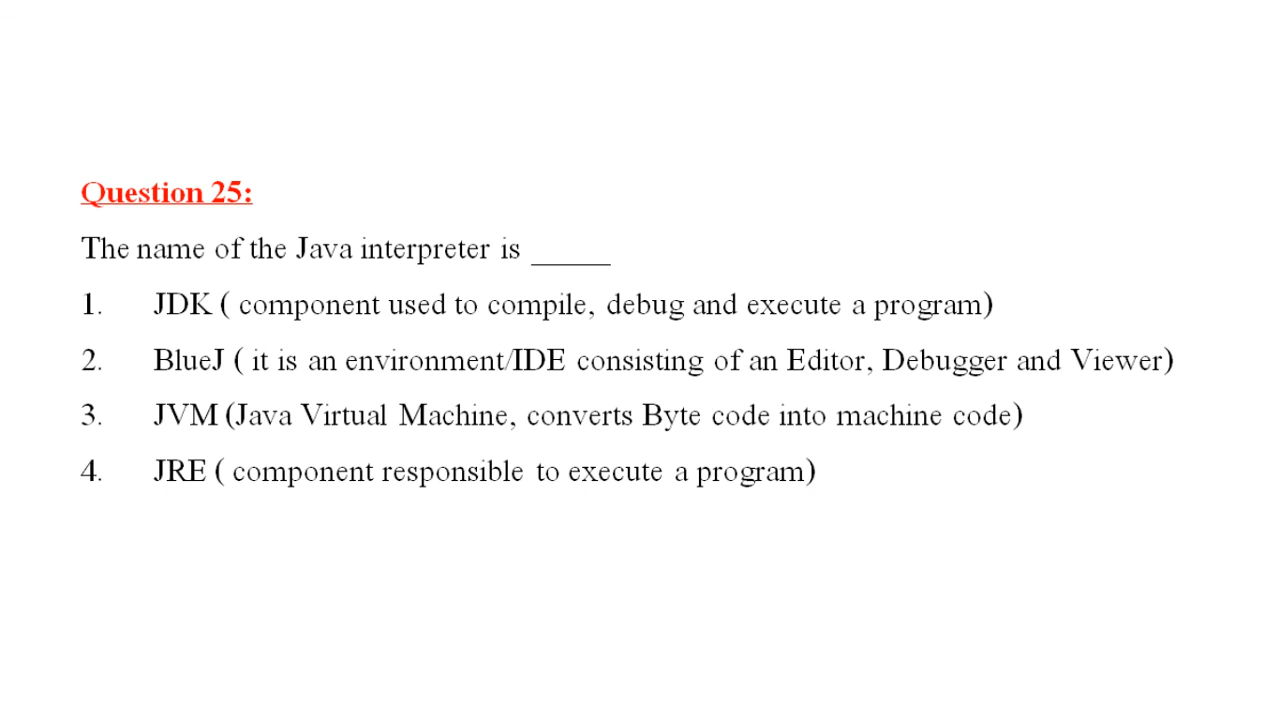 Question 25:
The name of the Java interpreter is _____
1. JDK ( component used to compile, debug and execute a program)
2. BlueJ ( it is an environment/IDE consisting of an Editor, Debugger and Viewer)
3. JVM (Java Virtual Machine, converts Byte code into machine code)
4. JRE ( component responsible to execute a program)